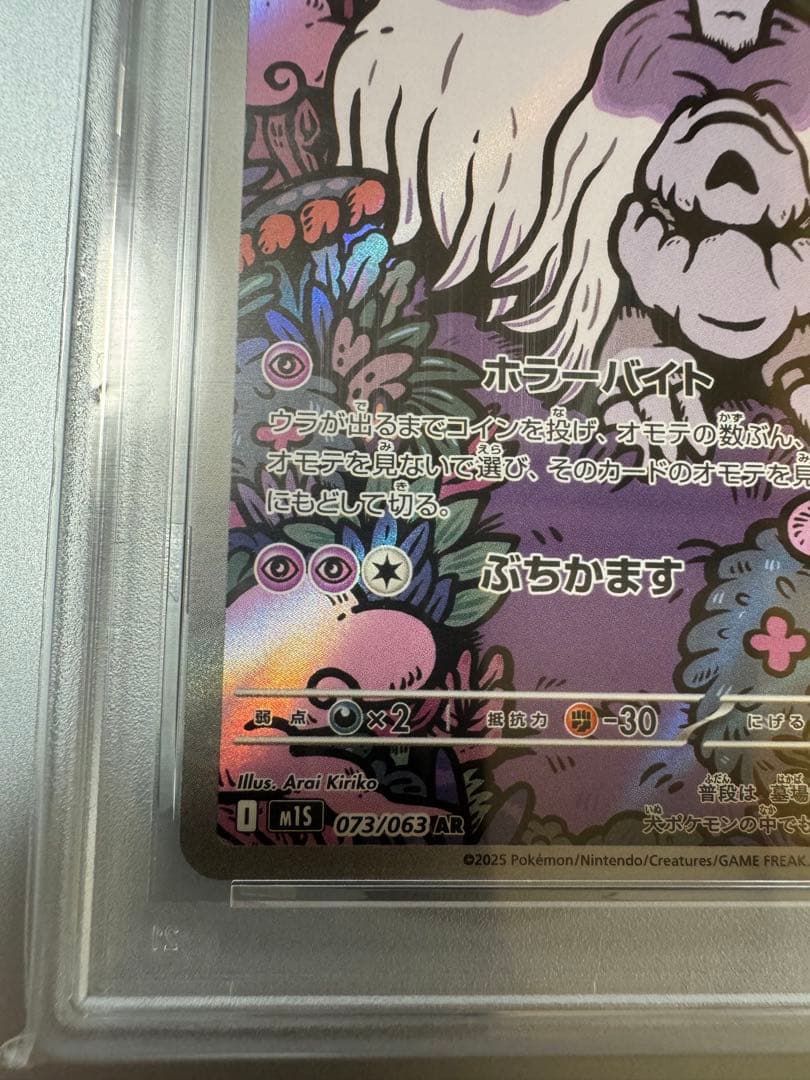 ホラーバイト
ウラが出るまでコインを投げ、オモテの数ぶん、
オモテを見ないで選び、そのカードのオモテを見
にもどして切る。
ぶちかます
弱点 ×2 抵抗力 -30 にげる
Illus. Arai Kiriko
普段は 墓場
I M1S 073/063 AR
犬ポケモンの中でも
©2025 Pokémon/Nintendo/Creatures/GAME FREAK.